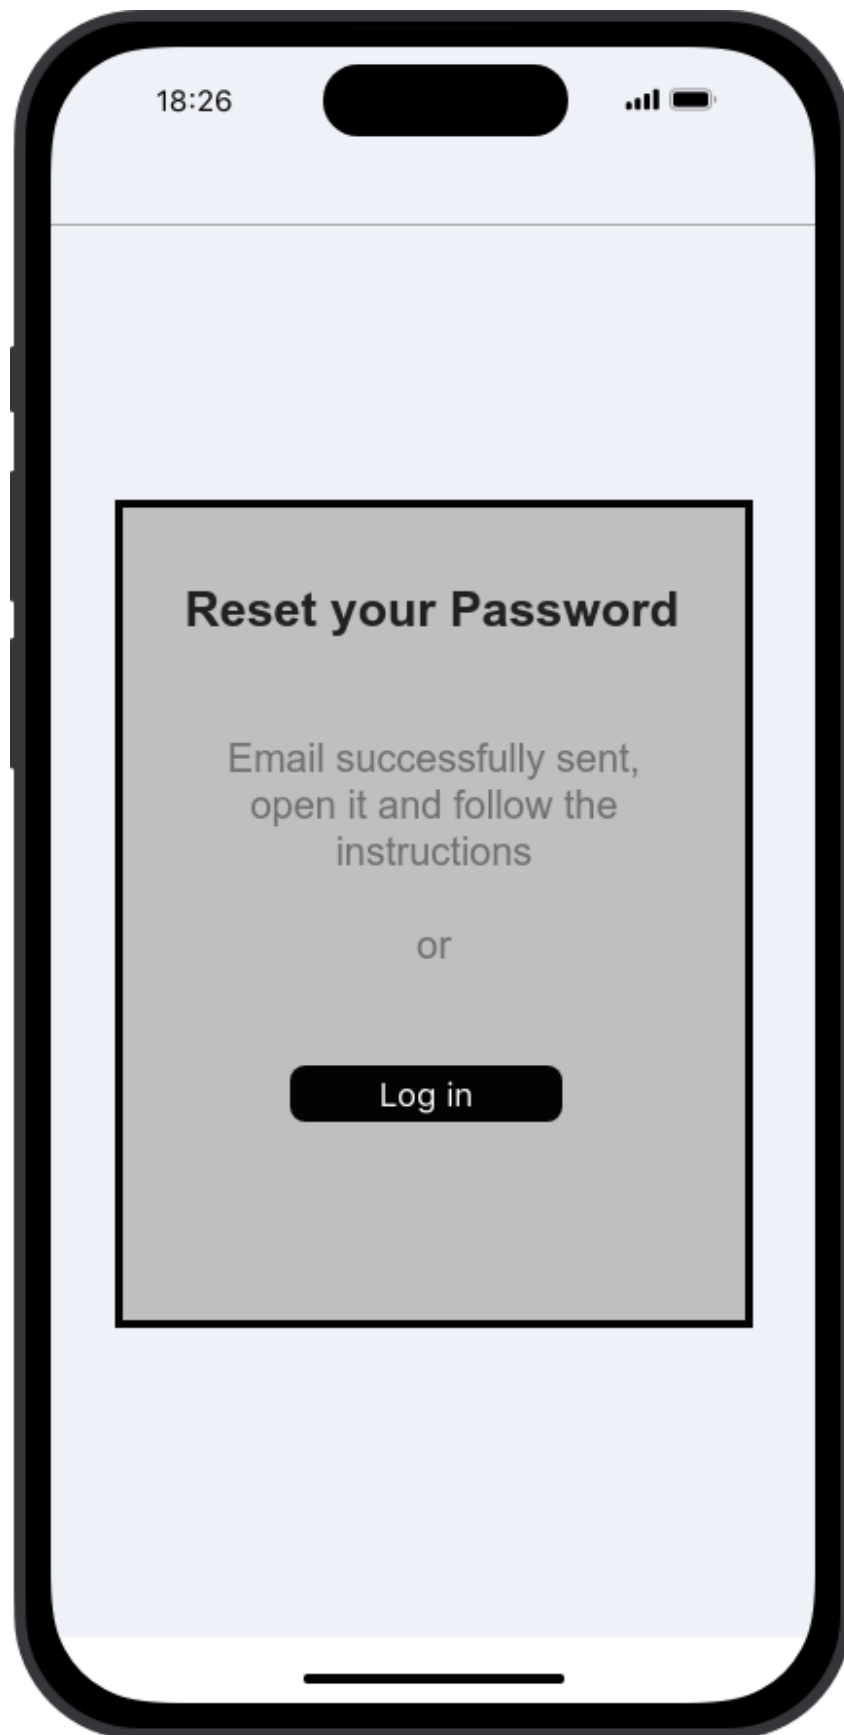 18:26
Reset your Password
Email successfully sent,
open it and follow the
instructions
or
Log in